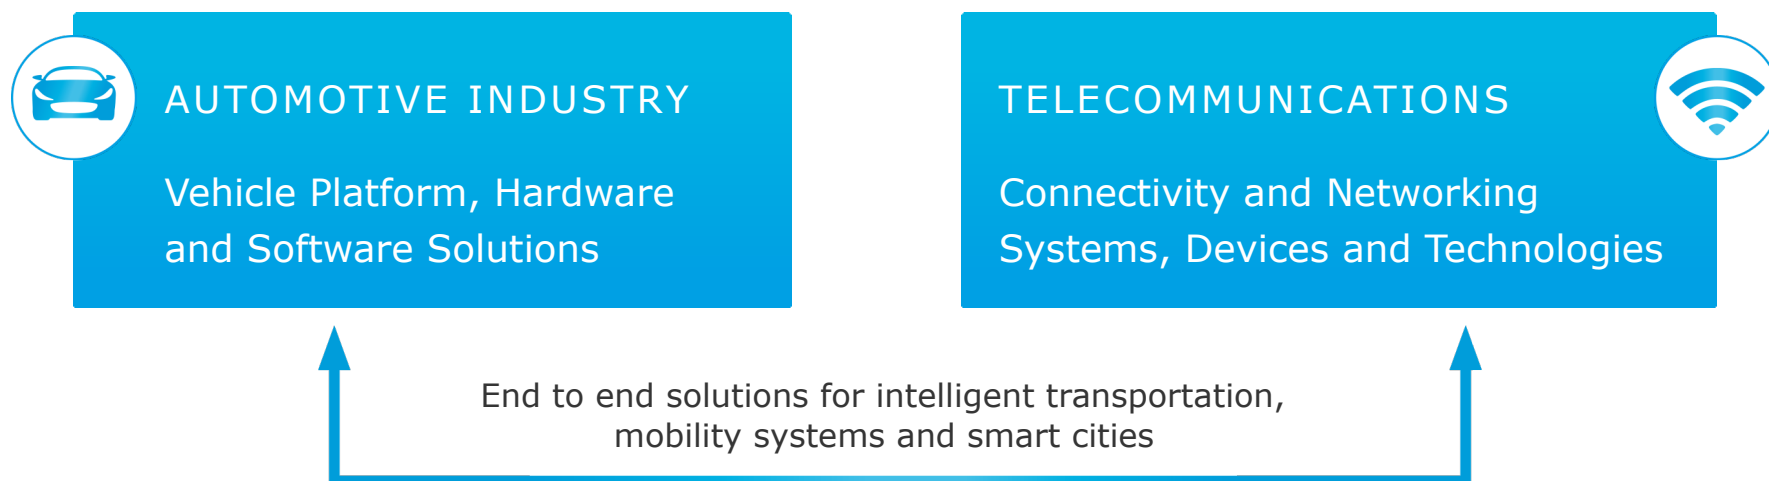 AUTOMOTIVE INDUSTRY
Vehicle Platform, Hardware
and Software Solutions
TELECOMMUNICATIONS
Connectivity and Networking
Systems, Devices and Technologies
End to end solutions for intelligent transportation,
mobility systems and smart cities